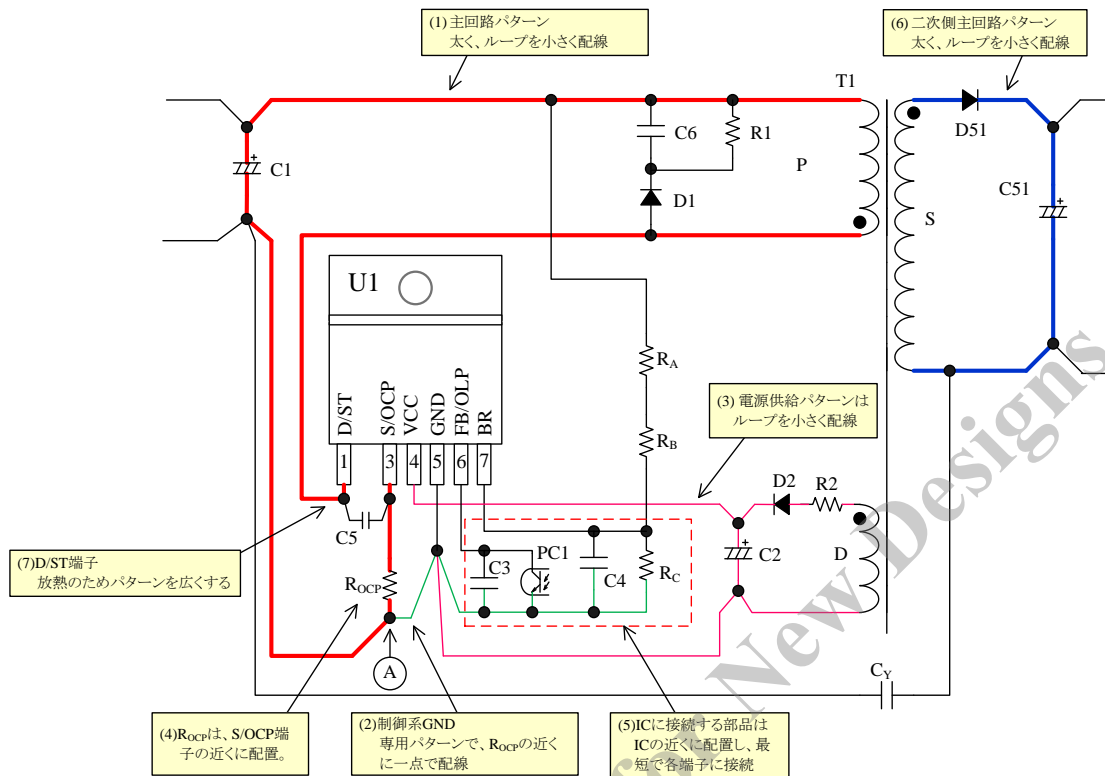 (1)主回路パターン
太く、ループを小さく配線
(6) 二次側主回路パターン
太く、ループを小さく配線
T1
C6
R1
D51
C1
P
D1
C51
S
U1
RA
RB
(3) 電源供給パターンは
ループを小さく配線
D/ST
S/OCP
VCC
GND
FB/OLP
BR
1
3
4
5
6
7
D2
R2
C5
PC1
C2
D
(7)D/ST端子
放熱のためパターンを広くする
C3
C4
RC
ROCP
A
CY
(4)ROCPは、S/OCP端
子の近くに配置。
(2)制御系GND
専用パターンで、ROCPの近く
に一点で配線
(5)ICに接続する部品は
ICの近くに配置し、最
短で各端子に接続
for New Designs